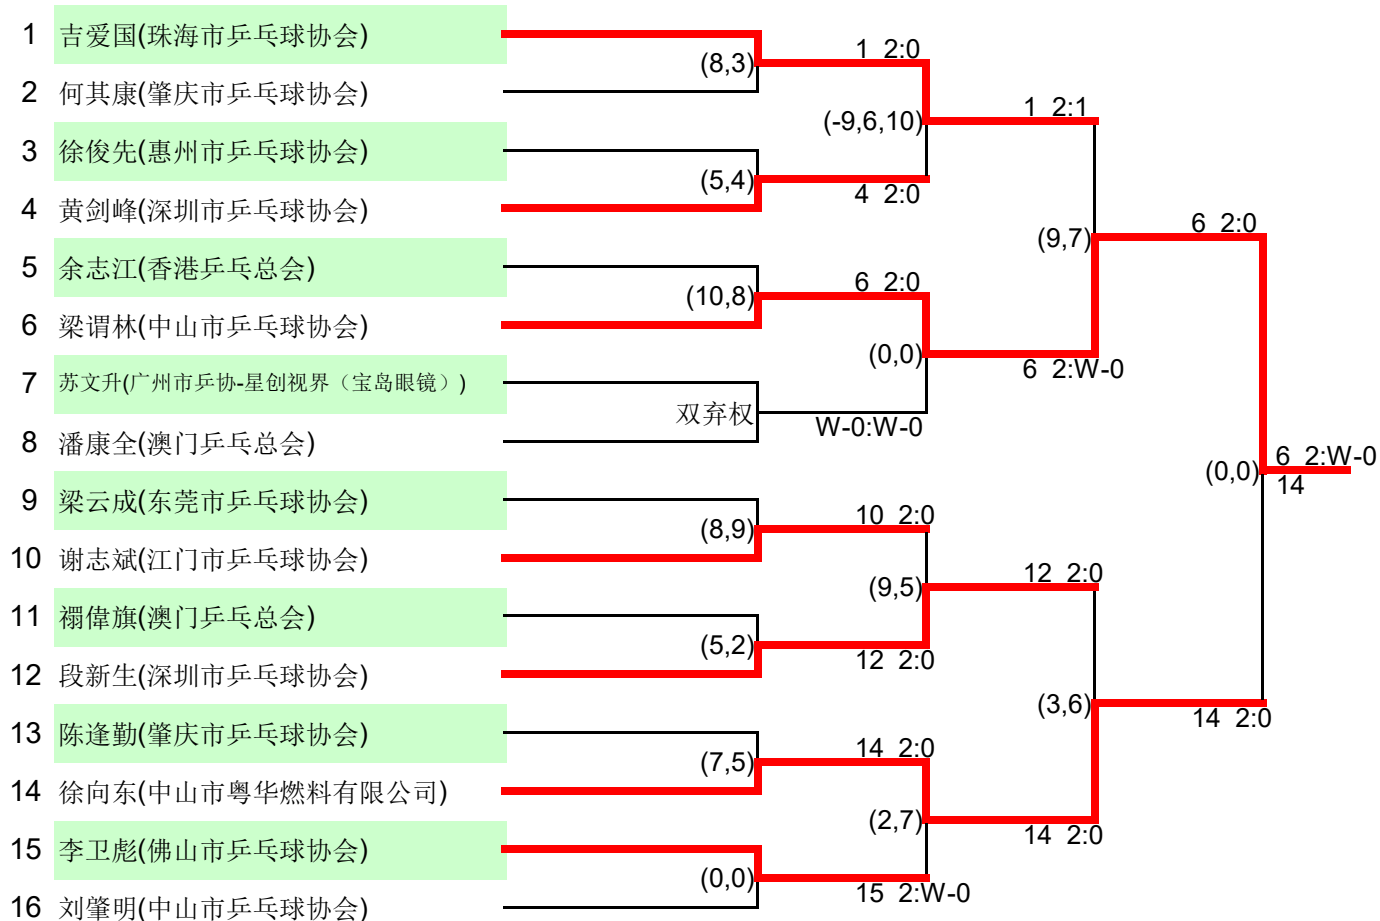 1 吉爱国(珠海市乒乓球协会)
1 2:0
(8,3)
2 何其康(肇庆市乒乓球协会)
1 2:1
(-9,6,10)
3 徐俊先(惠州市乒乓球协会)
(5,4)
4 2:0
4 黄剑峰(深圳市乒乓球协会)
6 2:0
(9,7)
5 余志江(香港乒乓总会)
6 2:0
(10,8)
6 梁谓林(中山市乒乓球协会)
(0,0)
6 2:W-0
7 苏文升(广州市乒协-星创视界（宝岛眼镜）)
双弃权
W-0:W-0
8 潘康全(澳门乒乓总会)
6 2:W-0
(0,0)
14
9 梁云成(东莞市乒乓球协会)
10 2:0
(8,9)
10 谢志斌(江门市乒乓球协会)
12 2:0
(9,5)
11 禤偉旗(澳门乒乓总会)
(5,2)
12 2:0
12 段新生(深圳市乒乓球协会)
(3,6)
14 2:0
13 陈逢勤(肇庆市乒乓球协会)
14 2:0
(7,5)
14 徐向东(中山市粤华燃料有限公司)
(2,7)
14 2:0
15 李卫彪(佛山市乒乓球协会)
(0,0)
15 2:W-0
16 刘肇明(中山市乒乓球协会)